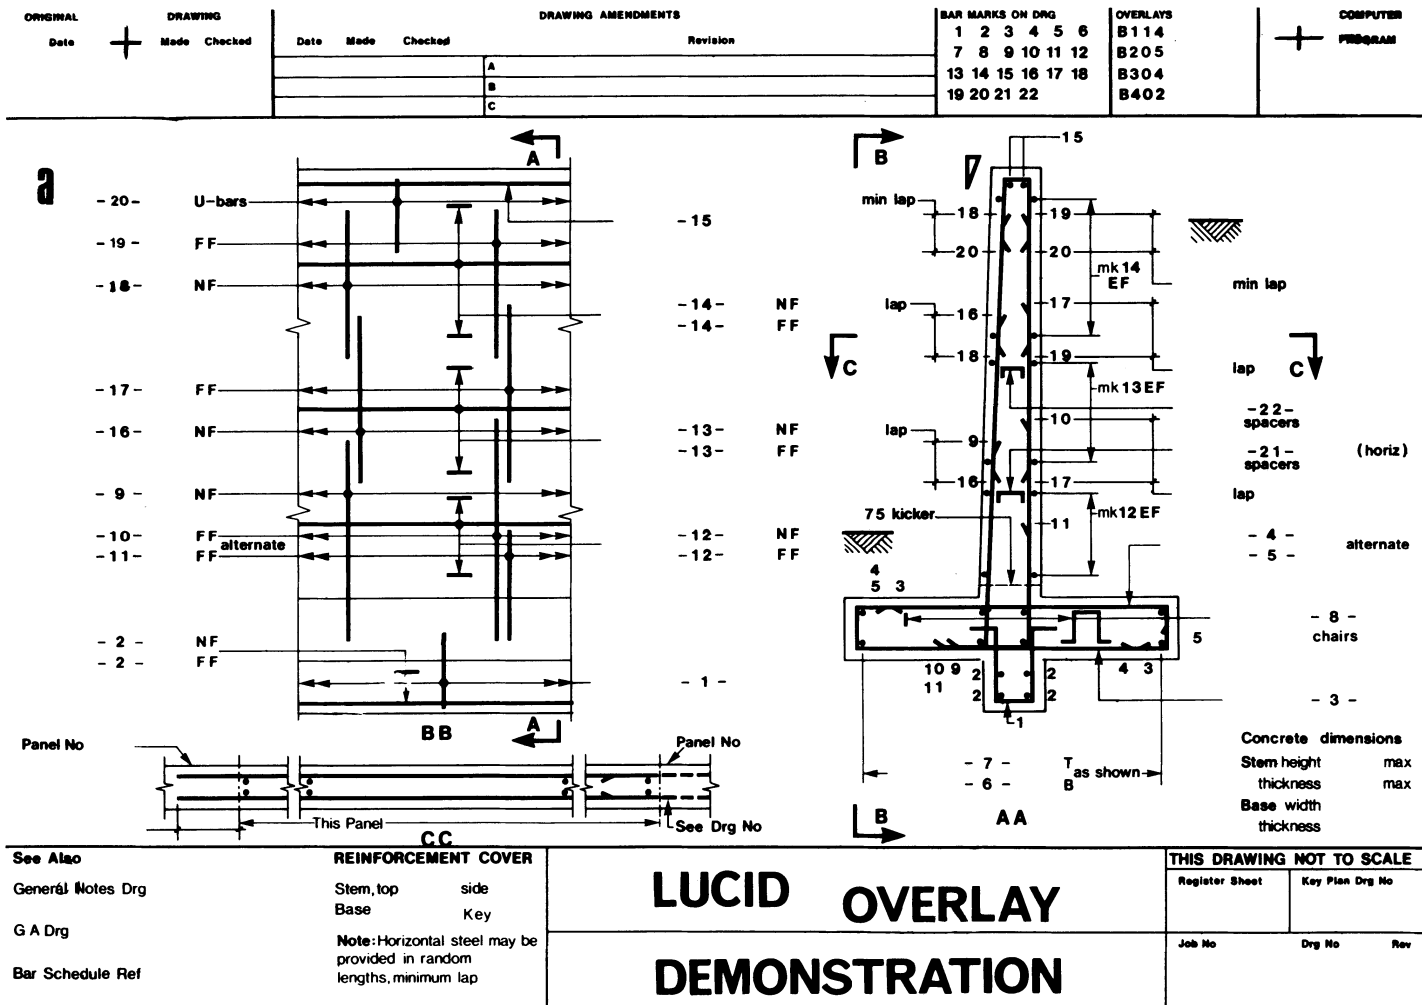 ORIGINAL DRAWING DRAWING AMENDMENTS BAR MARKS ON DRG OVERLAYS COMPUTER
Date Made Checked Date Made Checked Revision PROGRAM
1 2 3 4 5 6 B114
7 8 9 10 11 12 B205
13 14 15 16 17 18 B304
19 20 21 22 B402
A
B
C
a
A
B
15
- 20 - U-bars
min lap
18 19
- 15
- 19 - FF
20 20
mk 14
EF
- 18 - NF
min lap
- 14 - NF
lap
17
- 14 - FF
16
18 19
C
C
lap
- 17 - FF
mk 13 EF
- 22 -
spacers
10
- 16 - NF
- 13 - NF
lap
9
- 13 - FF
- 21 - (horiz)
spacers
16 17
- 9 - NF
lap
75 kicker
11
mk 12 EF
- 10 - FF
alternate
- 11 - FF
- 12 - NF
- 12 - FF
- 4 -
alternate
- 5 -
4
5 3
- 8 -
chairs
5
- 2 - NF
- 2 - FF
10 9
11
2 2
2 2
4 3
- 1 -
- 3 -
1
BB
A
Panel No
Panel No
This Panel
See Drg No
CC
- 7 - T
as shown
- 6 - B
B
AA
Concrete dimensions
Stem height max
thickness max
Base width
thickness
See Also
General Notes Drg
G A Drg
Bar Schedule Ref
REINFORCEMENT COVER
Stem, top side
Base Key
Note: Horizontal steel may be
provided in random
lengths, minimum lap
LUCID OVERLAY
DEMONSTRATION
THIS DRAWING NOT TO SCALE
Register Sheet Key Plan Drg No
Job No Drg No Rev